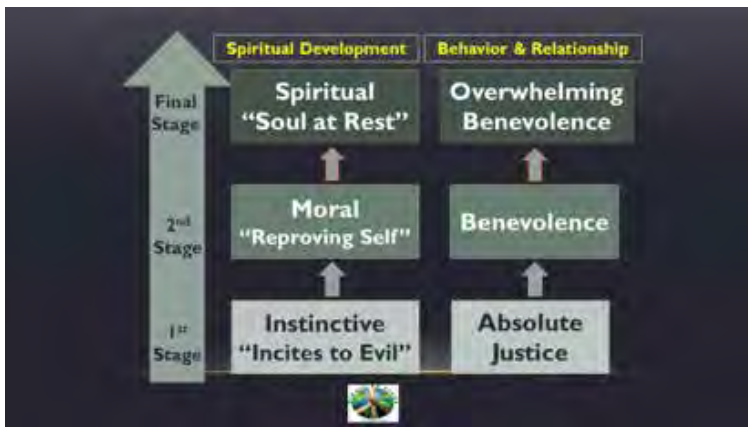 Spiritual Development
Behavior & Relationship
Final
Stage
Spiritual
"Soul at Rest"
Overwhelming
Benevolence
2nd
Stage
Moral
"Reproving Self"
Benevolence
1st
Stage
Instinctive
"Incites to Evil"
Absolute
Justice